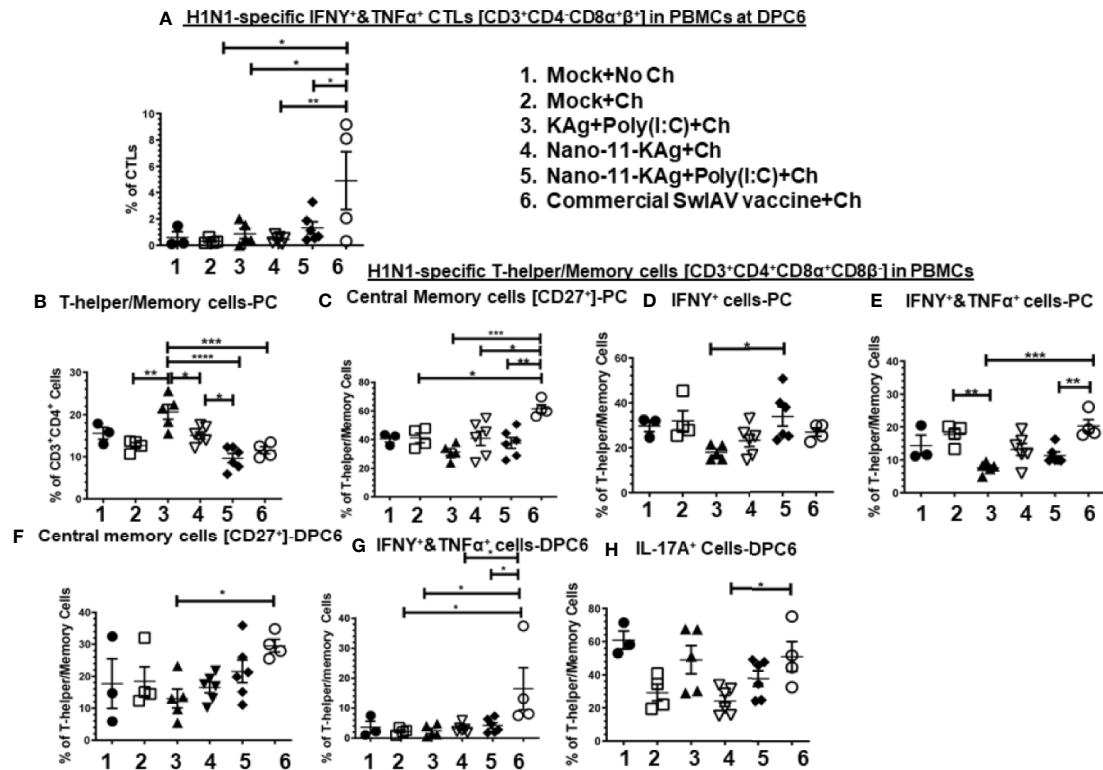 A H1N1-specific IFNY⁺&TNFα⁺ CTLs [CD3⁺CD4⁻CD8α⁺β⁺] in PBMCs at DPC6
*
*
*
**
% of CTLs
10
8
6
4
2
0
1 2 3 4 5 6
1. Mock+No Ch
2. Mock+Ch
3. KAg+Poly(I:C)+Ch
4. Nano-11-KAg+Ch
5. Nano-11-KAg+Poly(I:C)+Ch
6. Commercial SwIAV vaccine+Ch
H1N1-specific T-helper/Memory cells [CD3⁺CD4⁺CD8α⁺CD8β⁻] in PBMCs
B T-helper/Memory cells-PC
***
****
** *
*
% of CD3⁺CD4⁺ Cells
30
20
10
0
1 2 3 4 5 6
C Central Memory cells [CD27⁺]-PC
***
*
**
*
% of T-helper/Memory Cells
80
60
40
20
0
1 2 3 4 5 6
D IFNY⁺ cells-PC
*
% of T-helper/Memory Cells
60
40
20
0
1 2 3 4 5 6
E IFNY⁺&TNFα⁺ cells-PC
***
** **
% of T-helper/Memory Cells
40
30
20
10
0
1 2 3 4 5 6
F Central memory cells [CD27⁺]-DPC6
*
% of T-helper/Memory Cells
40
30
20
10
0
1 2 3 4 5 6
G IFNY⁺&TNFα⁺ cells-DPC6
*
*
*
*
% of T-helper/Memory Cells
40
30
20
10
0
1 2 3 4 5 6
H IL-17A⁺ Cells-DPC6
*
% of T-helper/Memory Cells
80
60
40
20
0
1 2 3 4 5 6